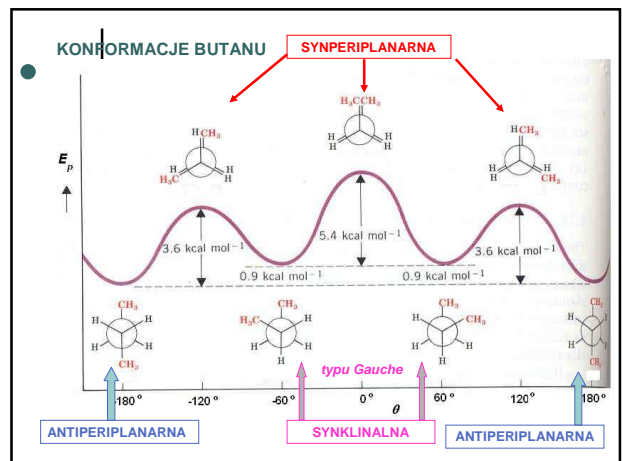 KONFORMACJE BUTANU
SYNPERIPLANARNA
H₃CCH₃
HCH₃
H₃C
H
H
H
H
H
H
H
HCH₃
H
H
H
CH₃
E_p
3.6 kcal mol⁻¹
5.4 kcal mol⁻¹
3.6 kcal mol⁻¹
0.9 kcal mol⁻¹
0.9 kcal mol⁻¹
CH₃
H
H
H
H
CH₃
CH₃
H₃C
H
H
H
H
CH₃
H
CH₃
H
H
H
CH₃
H
H
CH₃
typu Gauche
-180°
-120°
-60°
0°
60°
120°
180°
θ
ANTIPERIPLANARNA
SYNKLINALNA
ANTIPERIPLANARNA